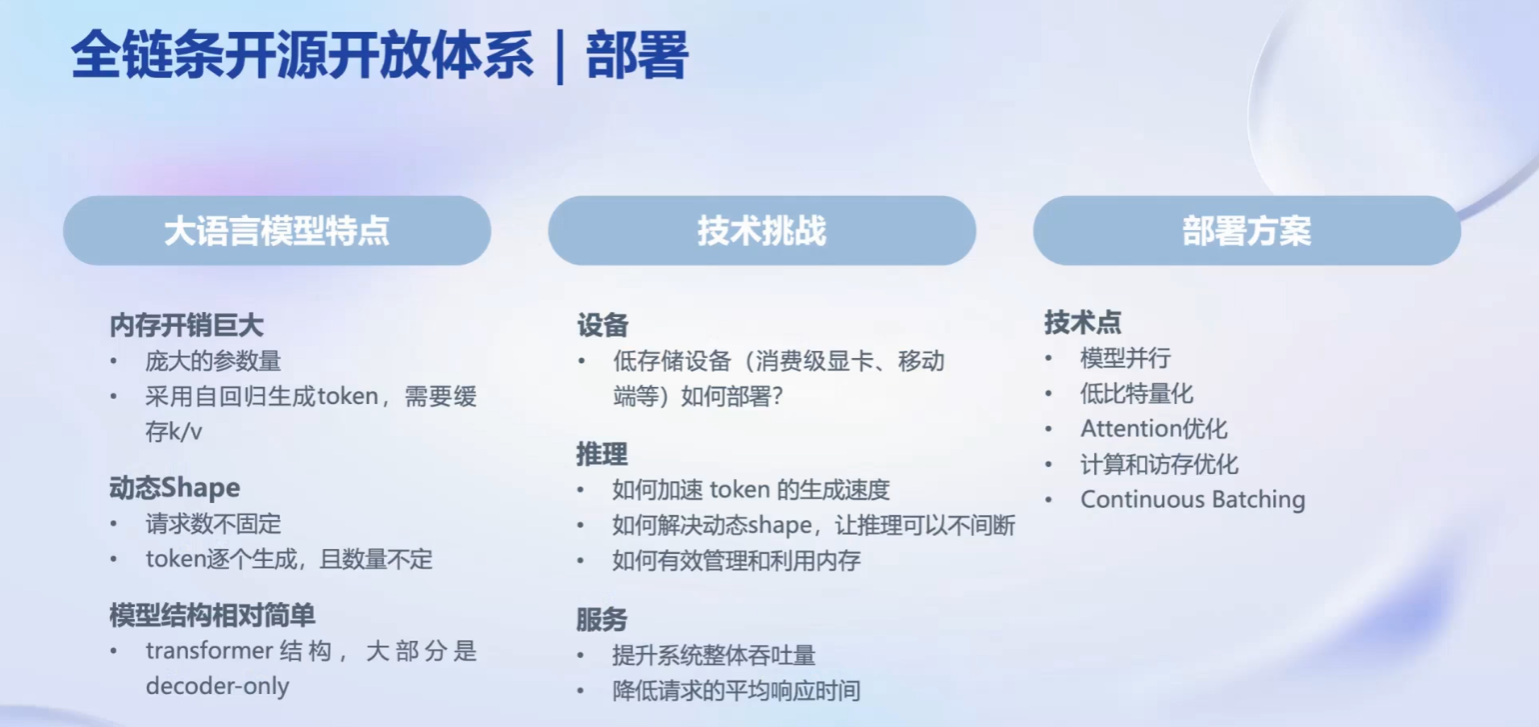 全链条开源开放体系｜部署
大语言模型特点
内存开销巨大
• 庞大的参数量
• 采用自回归生成token，需要缓
存k/v
动态Shape
• 请求数不固定
• token逐个生成，且数量不定
模型结构相对简单
• transformer结构，大部分是
decoder-only
技术挑战
设备
• 低存储设备（消费级显卡、移动
端等）如何部署？
推理
• 如何加速 token 的生成速度
• 如何解决动态shape，让推理可以不间断
• 如何有效管理和利用内存
服务
• 提升系统整体吞吐量
• 降低请求的平均响应时间
部署方案
技术点
• 模型并行
• 低比特量化
• Attention优化
• 计算和访存优化
• Continuous Batching